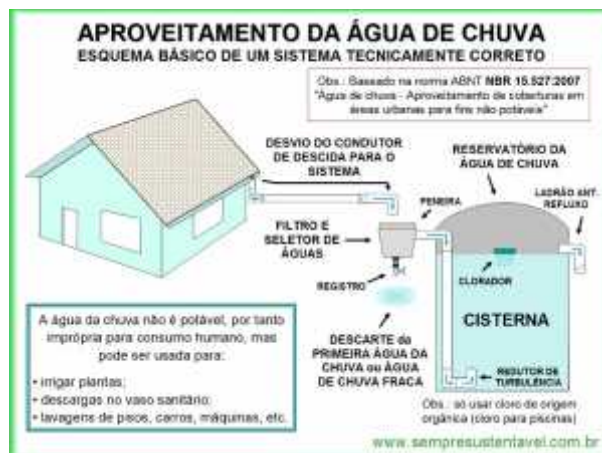 APROVEITAMENTO DA ÁGUA DE CHUVA
ESQUEMA BÁSICO DE UM SISTEMA TECNICAMENTE CORRETO
Obs.: Baseado na norma ABNT NBR 15.527:2007
"Água de chuva - Aproveitamento de coberturas em
áreas urbanas para fins não potáveis"
DESVIO DO CONDUTOR
DE DESCIDA PARA O
SISTEMA
RESERVATÓRIO DA
ÁGUA DE CHUVA
PENEIRA
LADRÃO ANT.
REFLUXO
FILTRO E
SELETOR DE
ÁGUAS
REGISTRO
CLORADOR
CISTERNA
DESCARTE da
PRIMEIRA ÁGUA DA
CHUVA ou ÁGUA
DE CHUVA FRACA
REDUTOR DE
TURBULÊNCIA
A água da chuva não é potável, por tanto
imprópria para consumo humano, mas
pode ser usada para:
• irrigar plantas;
• descargas no vaso sanitário;
• lavagens de pisos, carros, máquinas, etc.
Obs.: só usar cloro de origem
orgânica (cloro para piscinas)
www.sempresustentavel.com.br